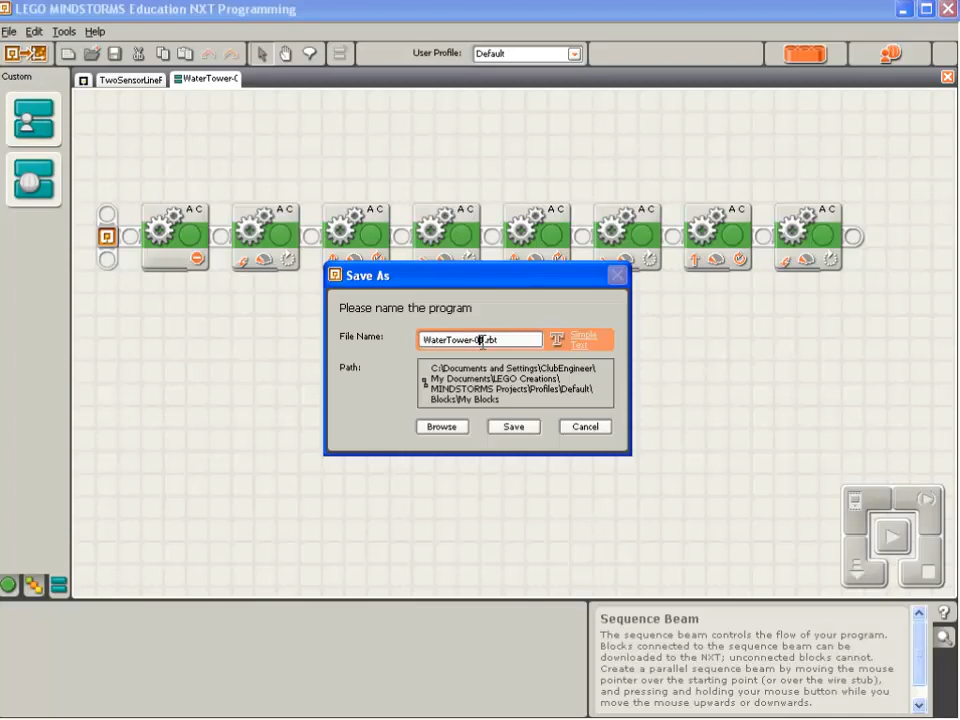 LEGO MINDSTORMS Education NXT Programming
File Edit Tools Help
User Profile: Default
Custom
TwoSensorLineF WaterTower-C
A C A C A C A C A C A C A C A C
Save As
Please name the program
File Name:
Simple
Text
Path:
C:\Documents and Settings\ClubEngineer\
My Documents\LEGO Creations\
MINDSTORMS Projects\Profiles\Default\
Blocks\My Blocks
Browse Save Cancel
Sequence Beam
The sequence beam controls the flow of your program.
Blocks connected to the sequence beam can be
downloaded to the NXT; unconnected blocks cannot.
Create a parallel sequence beam by moving the mouse
pointer over the starting point (or over the wire stub),
and pressing and holding your mouse button while you
move the mouse upwards or downwards.